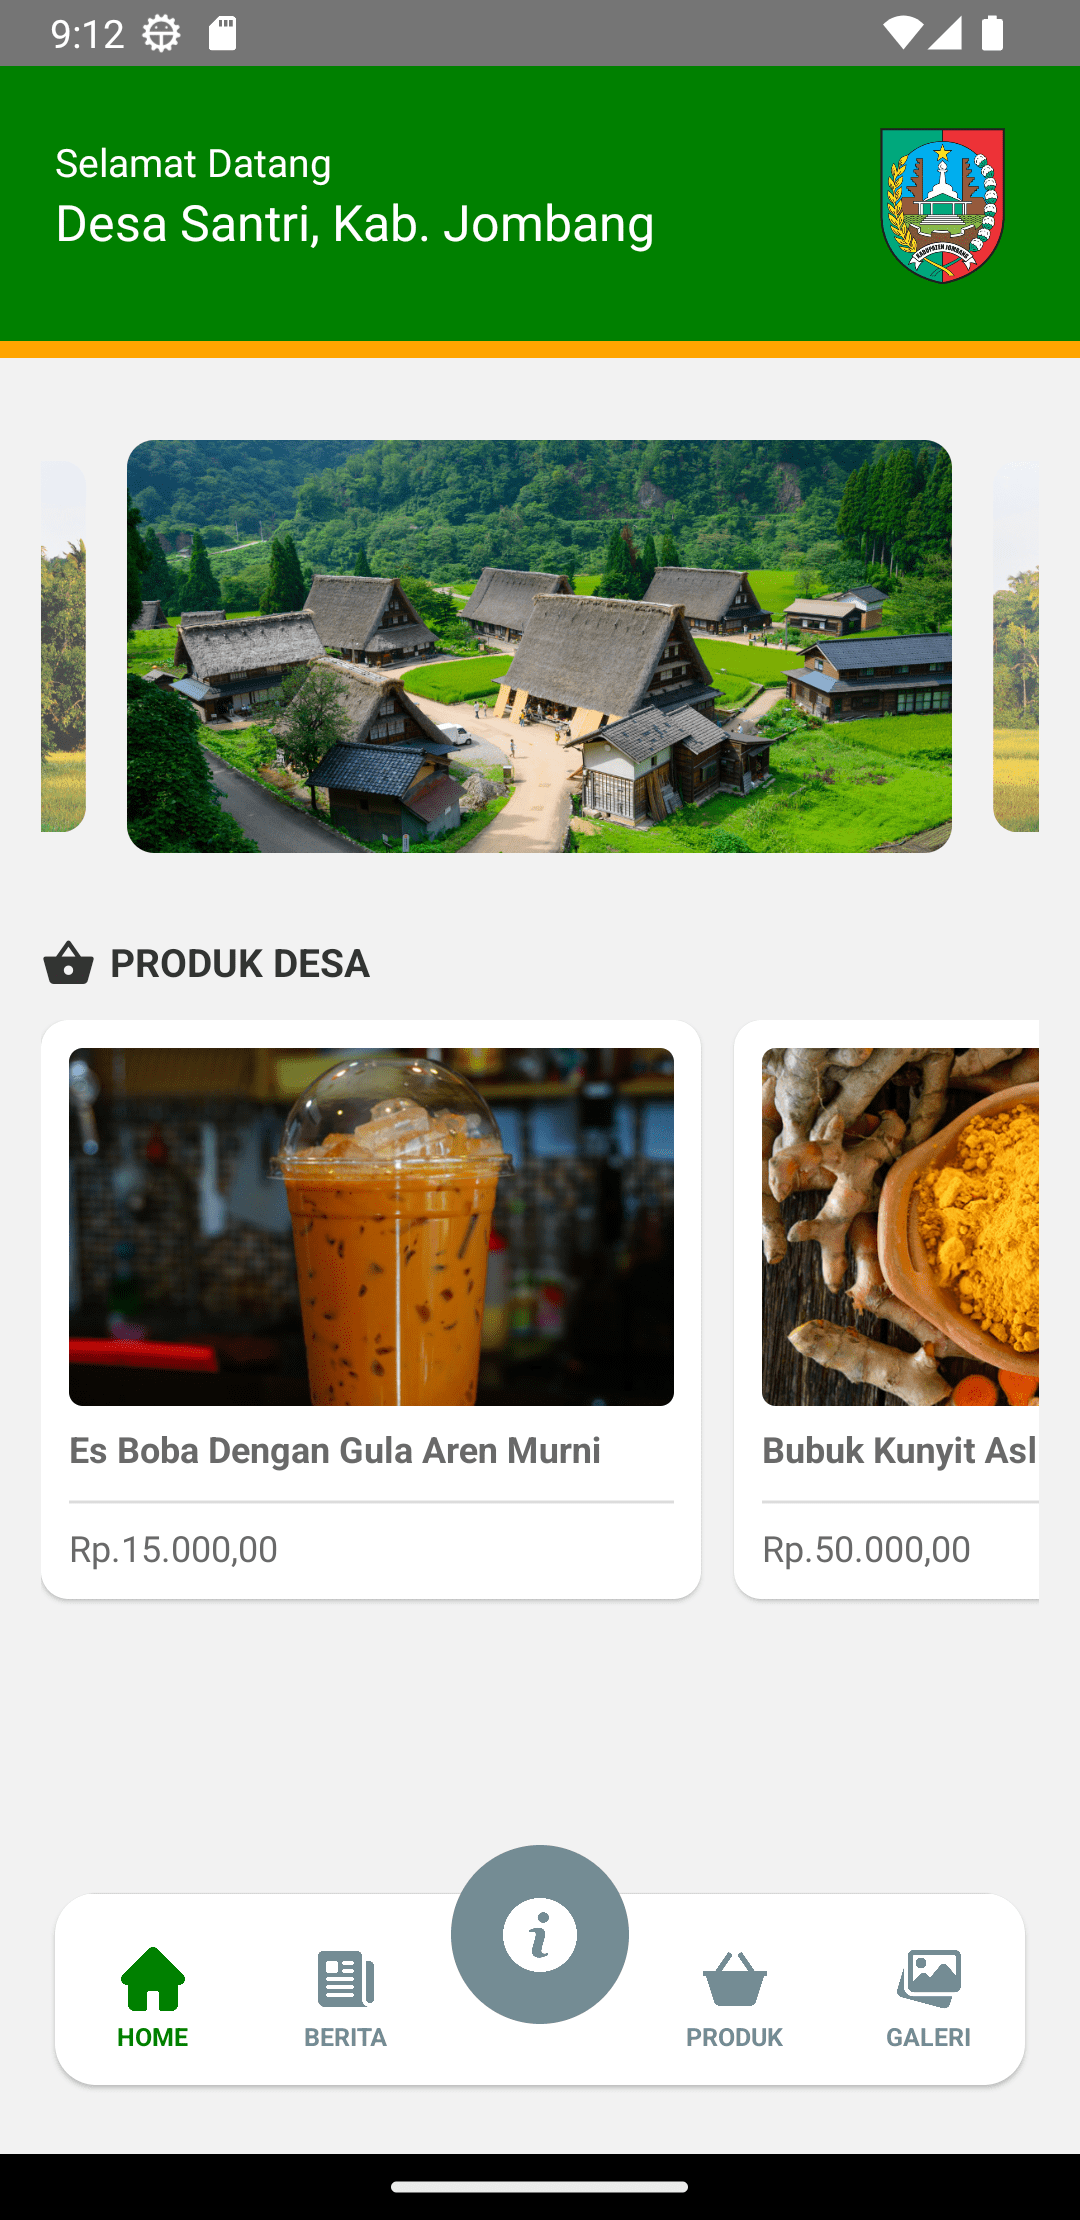 9:12
Selamat Datang
Desa Santri, Kab. Jombang
KABUPATEN JOMBANG
PRODUK DESA
Es Boba Dengan Gula Aren Murni
Rp.15.000,00
Bubuk Kunyit Asl
Rp.50.000,00
HOME
BERITA
PRODUK
GALERI